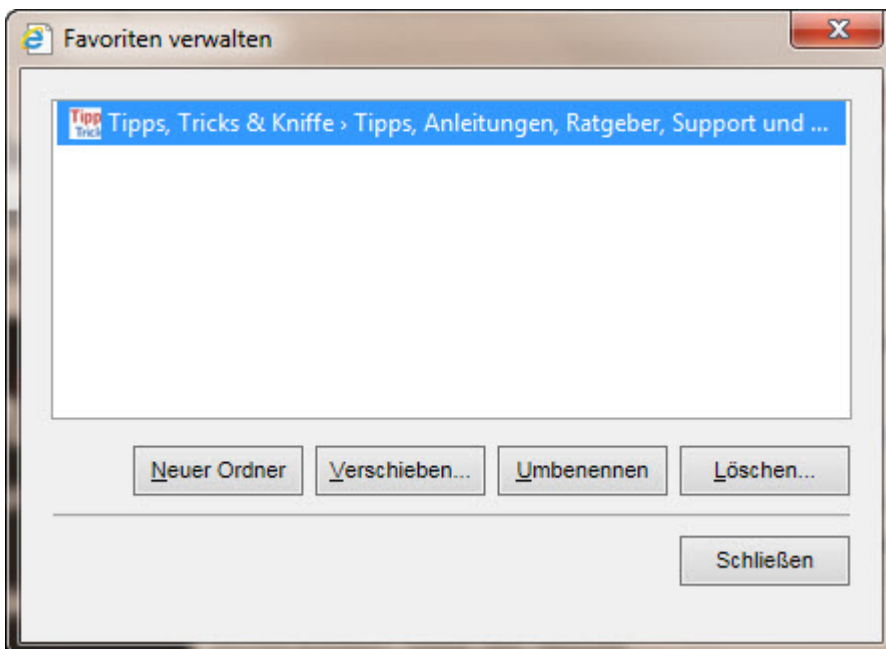 Favoriten verwalten
Tipp
Trick
Tipps, Tricks & Kniffe › Tipps, Anleitungen, Ratgeber, Support und ...
Neuer Ordner Verschieben... Umbenennen Löschen...
Schließen